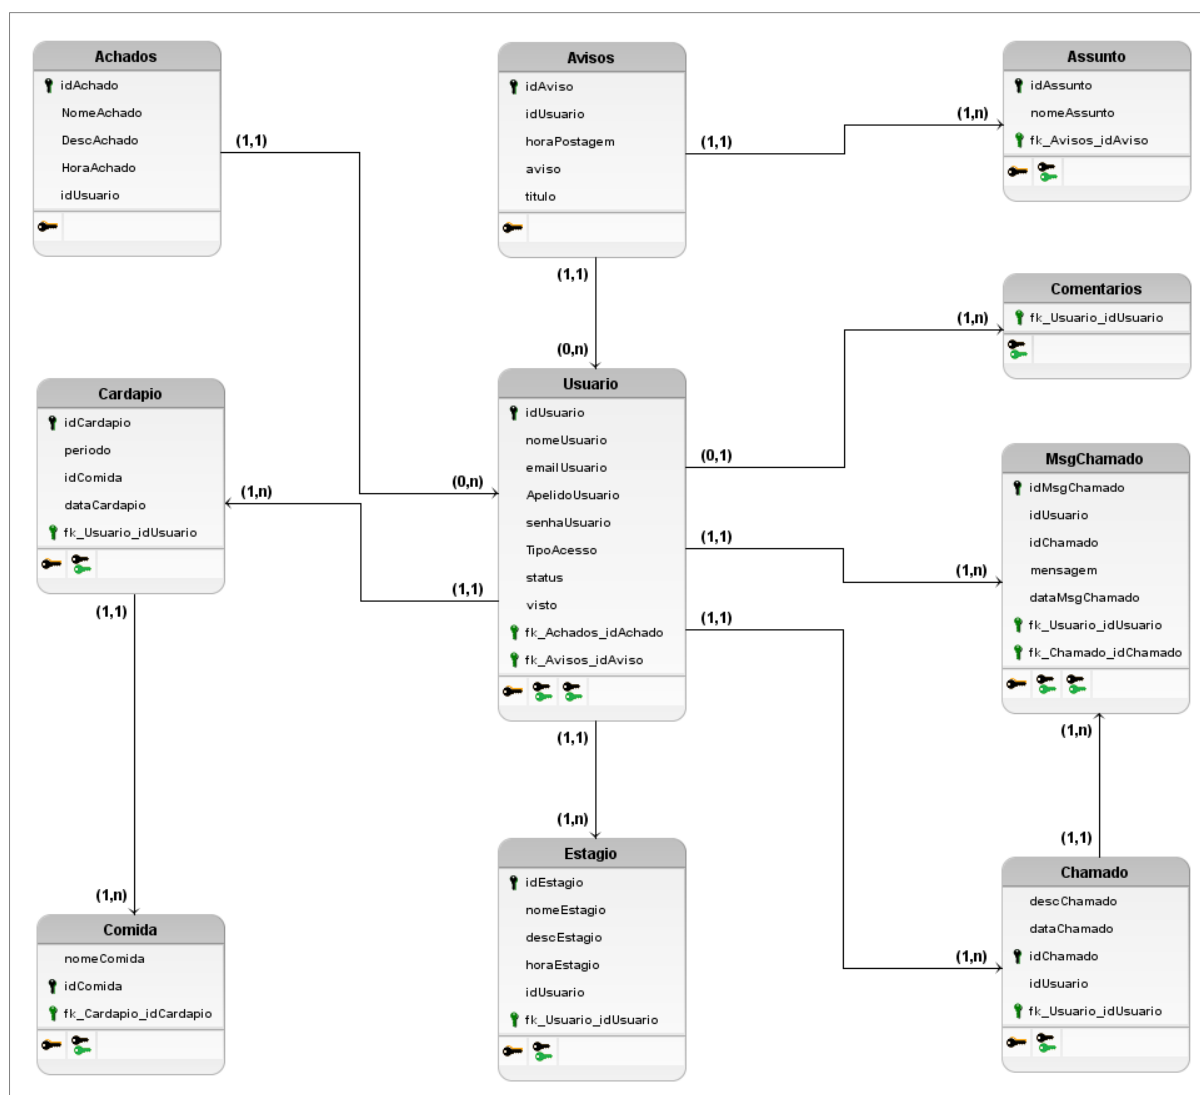 Achados
idAchado
NomeAchado
DescAchado
HoraAchado
idUsuario
(1,1)
Avisos
idAviso
idUsuario
horaPostagem
aviso
titulo
(1,1)
(1,1)
(1,n)
Assunto
idAssunto
nomeAssunto
fk_Avisos_idAviso
Comentarios
fk_Usuario_idUsuario
(1,n)
(0,n)
(0,n)
Cardapio
idCardapio
periodo
idComida
dataCardapio
fk_Usuario_idUsuario
(1,n)
(1,1)
(1,1)
Usuario
idUsuario
nomeUsuario
emailUsuario
ApelidoUsuario
senhaUsuario
TipoAcesso
status
visto
fk_Achados_idAchado
fk_Avisos_idAviso
(0,1)
(1,1)
(1,1)
(1,1)
(1,n)
MsgChamado
idMsgChamado
idUsuario
idChamado
mensagem
dataMsgChamado
fk_Usuario_idUsuario
fk_Chamado_idChamado
(1,n)
(1,1)
(1,n)
Comida
nomeComida
idComida
fk_Cardapio_idCardapio
(1,n)
Estagio
idEstagio
nomeEstagio
descEstagio
horaEstagio
idUsuario
fk_Usuario_idUsuario
(1,n)
Chamado
descChamado
dataChamado
idChamado
idUsuario
fk_Usuario_idUsuario